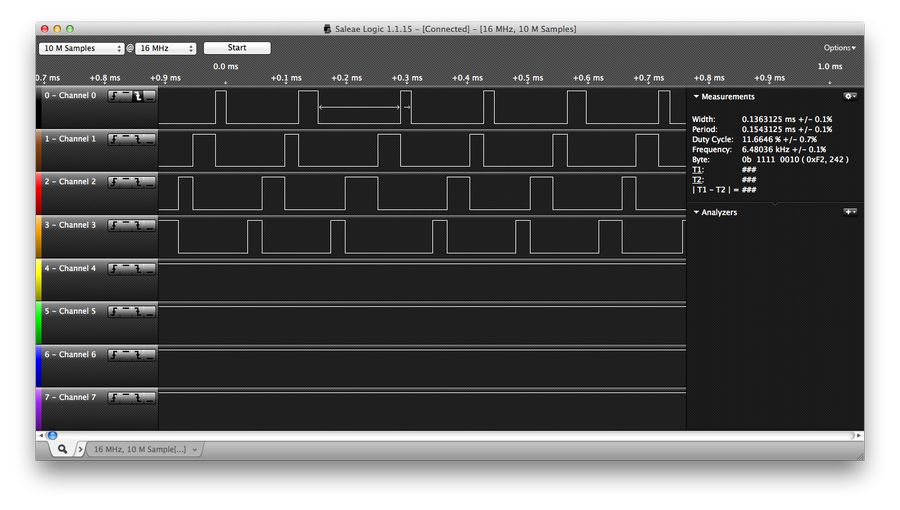 Saleae Logic 1.1.15 - [Connected] - [16 MHz, 10 M Samples]
10 M Samples @ 16 MHz Start Options
0.0 ms 1.0 ms
0.7 ms +0.8 ms +0.9 ms +0.1 ms +0.2 ms +0.3 ms +0.4 ms +0.5 ms +0.6 ms +0.7 ms +0.8 ms +0.9 ms
0 - Channel 0
1 - Channel 1
2 - Channel 2
3 - Channel 3
4 - Channel 4
5 - Channel 5
6 - Channel 6
7 - Channel 7
Measurements
Width: 0.1363125 ms +/- 0.1%
Period: 0.1543125 ms +/- 0.1%
Duty Cycle: 11.6646 % +/- 0.7%
Frequency: 6.48036 kHz +/- 0.1%
Byte: 0b 1111 0010 ( 0xF2, 242 )
T1: ###
T2: ###
| T1 - T2 | = ###
Analyzers
16 MHz, 10 M Sample[...]